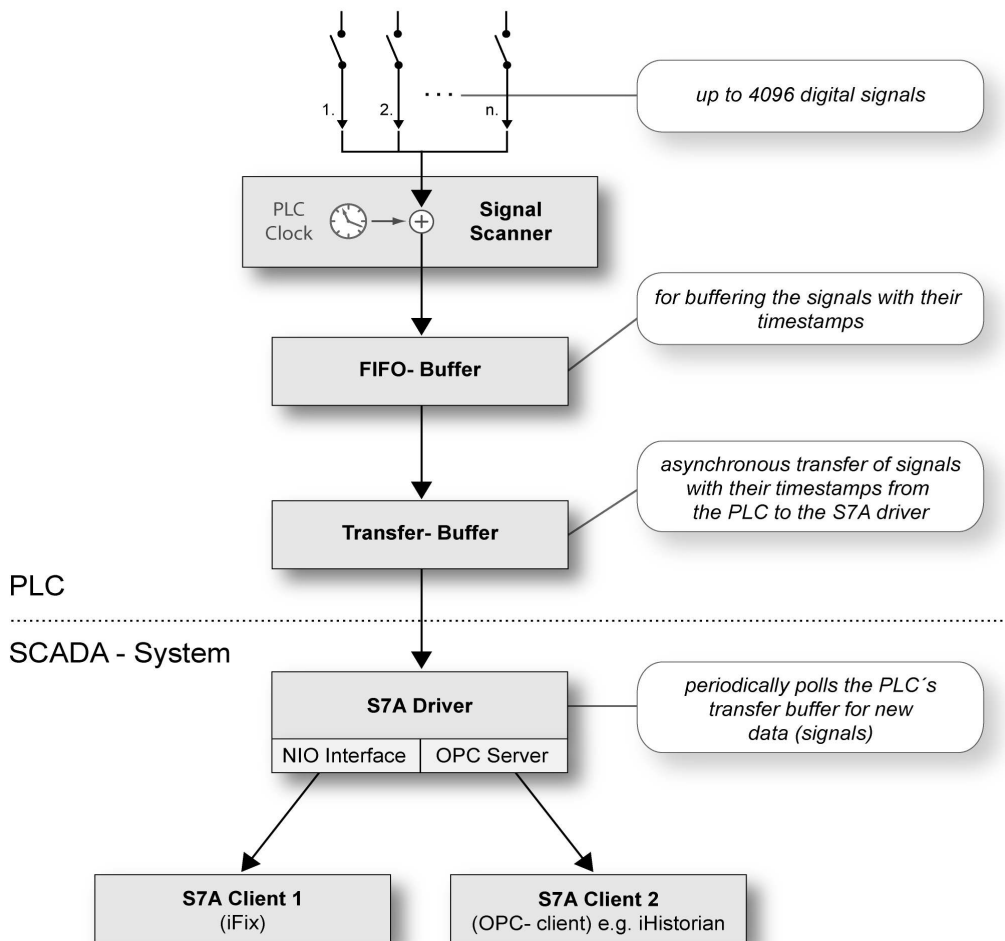 1.
2.
...
n.
up to 4096 digital signals
PLC
Clock
Signal
Scanner
for buffering the signals with their
timestamps
FIFO- Buffer
asynchronous transfer of signals
with their timestamps from
the PLC to the S7A driver
Transfer- Buffer
PLC
SCADA - System
S7A Driver
periodically polls the PLC´s
transfer buffer for new
data (signals)
NIO Interface
OPC Server
S7A Client 1
(iFix)
S7A Client 2
(OPC- client) e.g. iHistorian